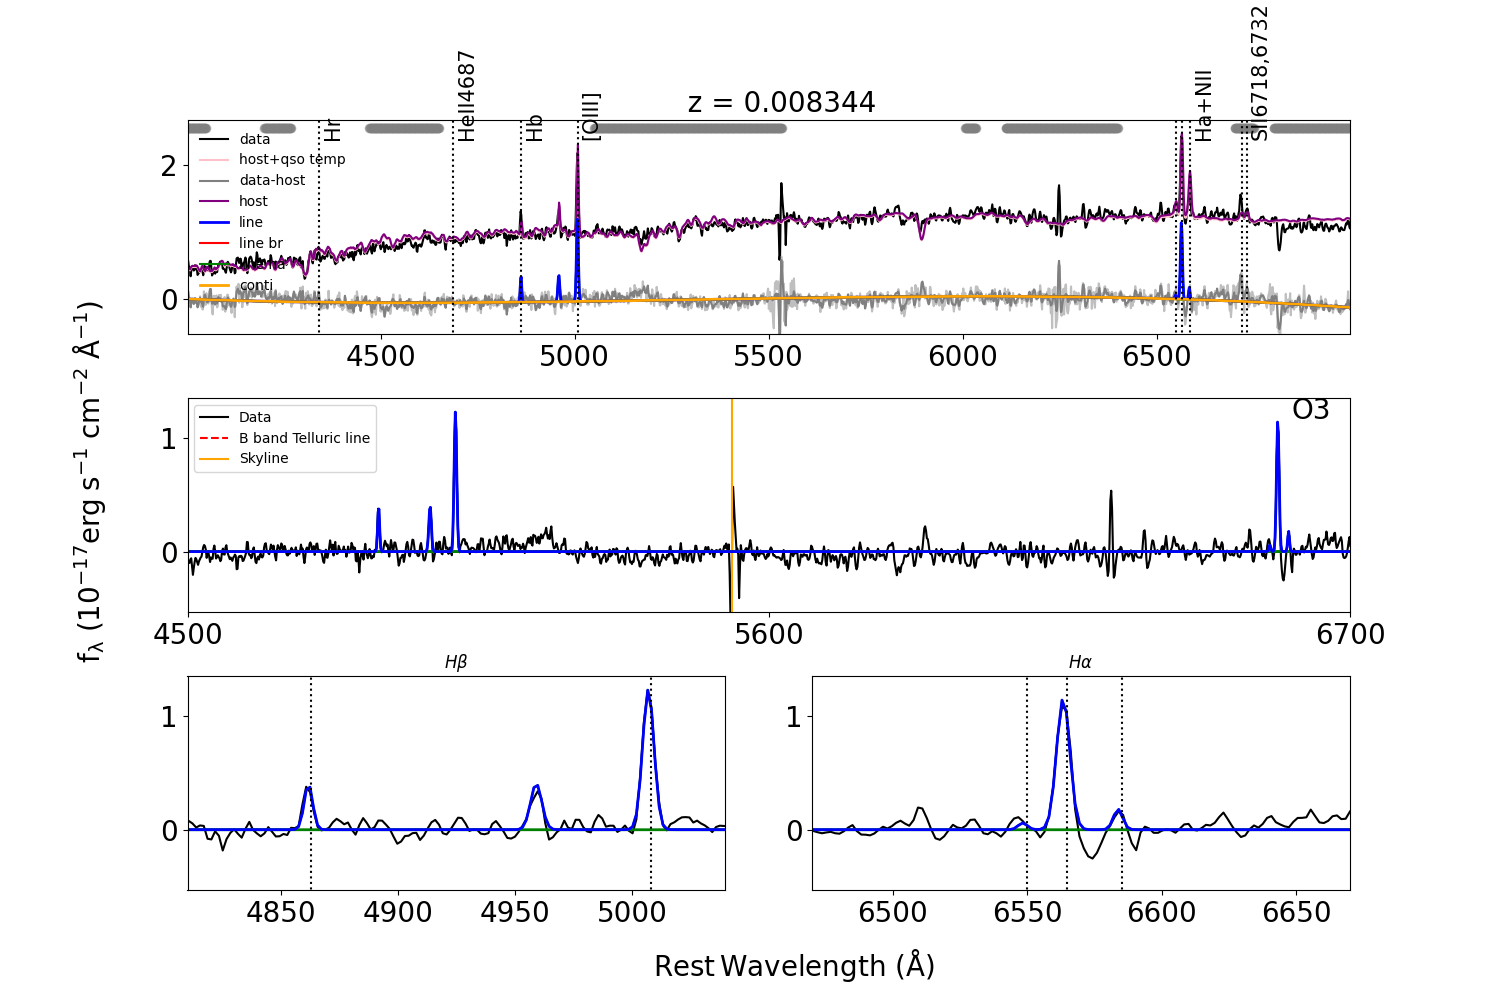 z = 0.008344
Hr
HeII4687
Hb
[OIII]
Ha+NII
SII6718,6732
data
host+qso temp
data-host
host
line
line br
conti
2
0
4500
5000
5500
6000
6500
fλ (10−17erg s−1 cm−2 Å−1)
Data
B band Telluric line
Skyline
O3
1
0
4500
5600
6700
Hβ
1
0
4850
4900
4950
5000
Hα
1
0
6500
6550
6600
6650
Rest Wavelength (Å)